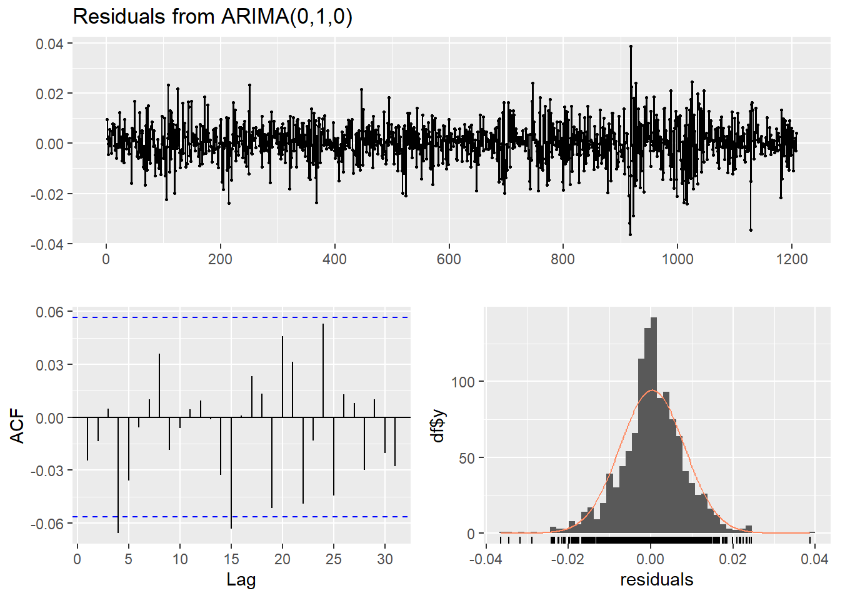 Residuals from ARIMA(0,1,0)
0.04
0.02
0.00
-0.02
-0.04
0 200 400 600 800 1000 1200
0.06
0.03
0.00
-0.03
-0.06
ACF
0 5 10 15 20 25 30
Lag
100
50
0
df$y
-0.04 -0.02 0.00 0.02 0.04
residuals